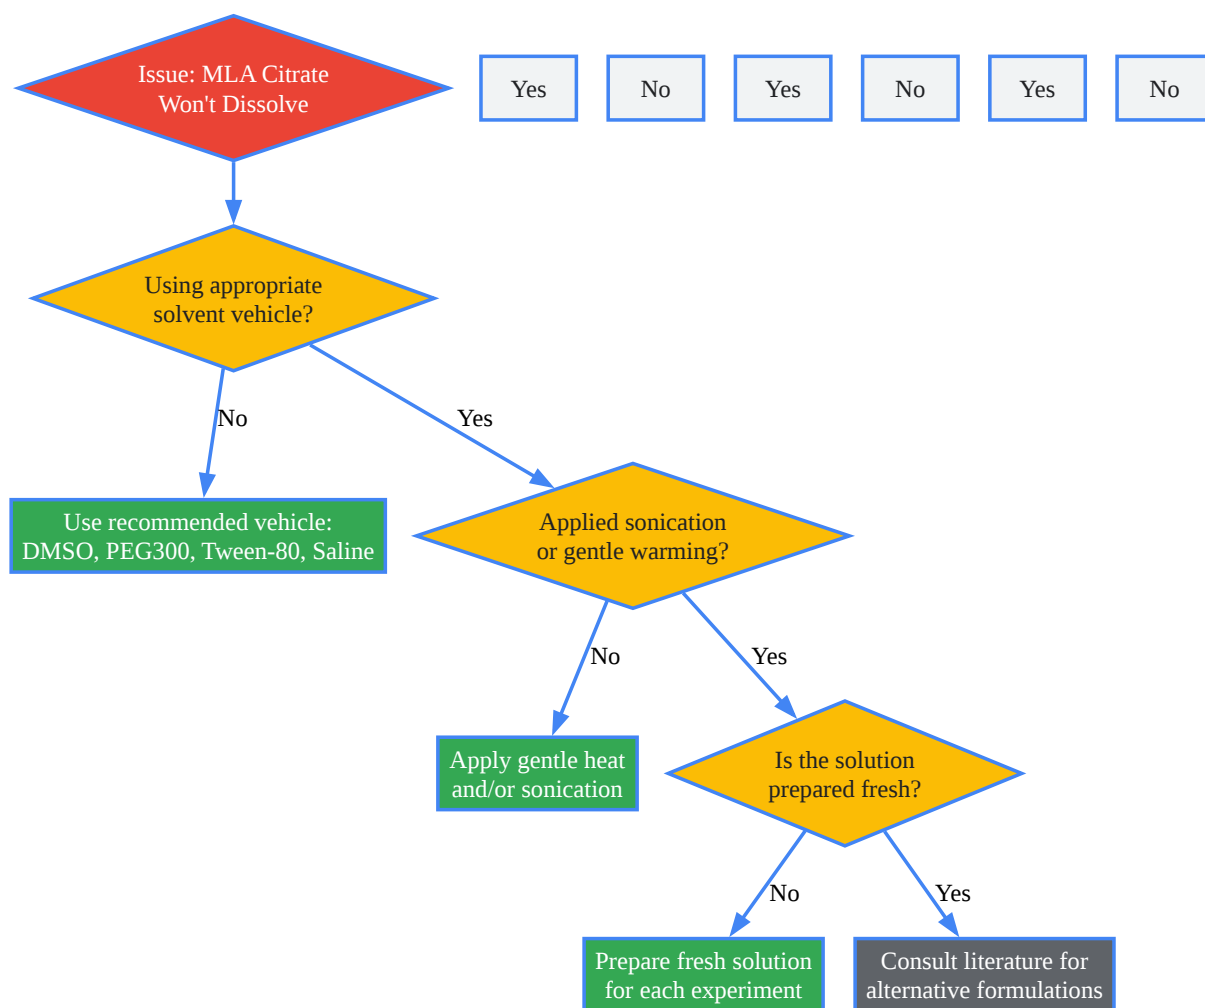 Issue: MLA Citrate
Won't Dissolve
Yes
No
Yes
No
Yes
No
Using appropriate
solvent vehicle?
No
Yes
Use recommended vehicle:
DMSO, PEG300, Tween-80, Saline
Applied sonication
or gentle warming?
No
Yes
Apply gentle heat
and/or sonication
Is the solution
prepared fresh?
No
Yes
Prepare fresh solution
for each experiment
Consult literature for
alternative formulations